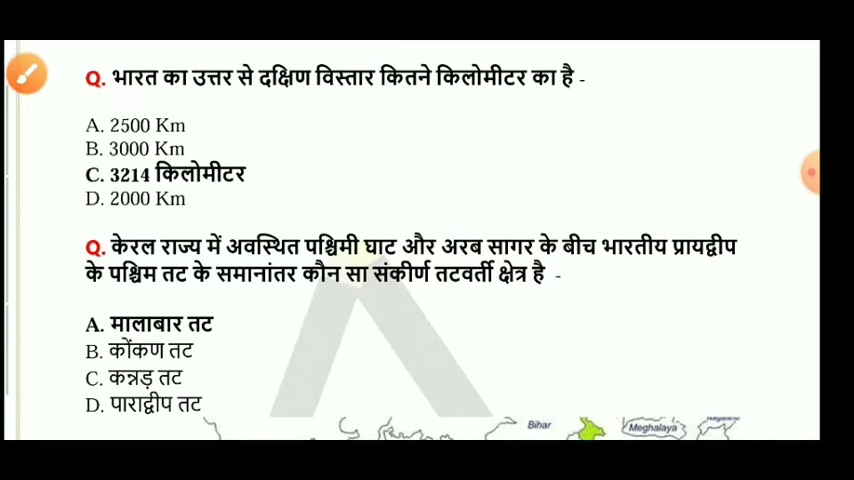 Q. भारत का उत्तर से दक्षिण विस्तार कितने किलोमीटर का है -
A. 2500 Km
B. 3000 Km
C. 3214 किलोमीटर
D. 2000 Km
Q. केरल राज्य में अवस्थित पश्चिमी घाट और अरब सागर के बीच भारतीय प्रायद्वीप
के पश्चिम तट के समानांतर कौन सा संकीर्ण तटवर्ती क्षेत्र है -
A. मालाबार तट
B. कोंकण तट
C. कन्नड़ तट
D. पाराद्वीप तट
Bihar
Meghalaya